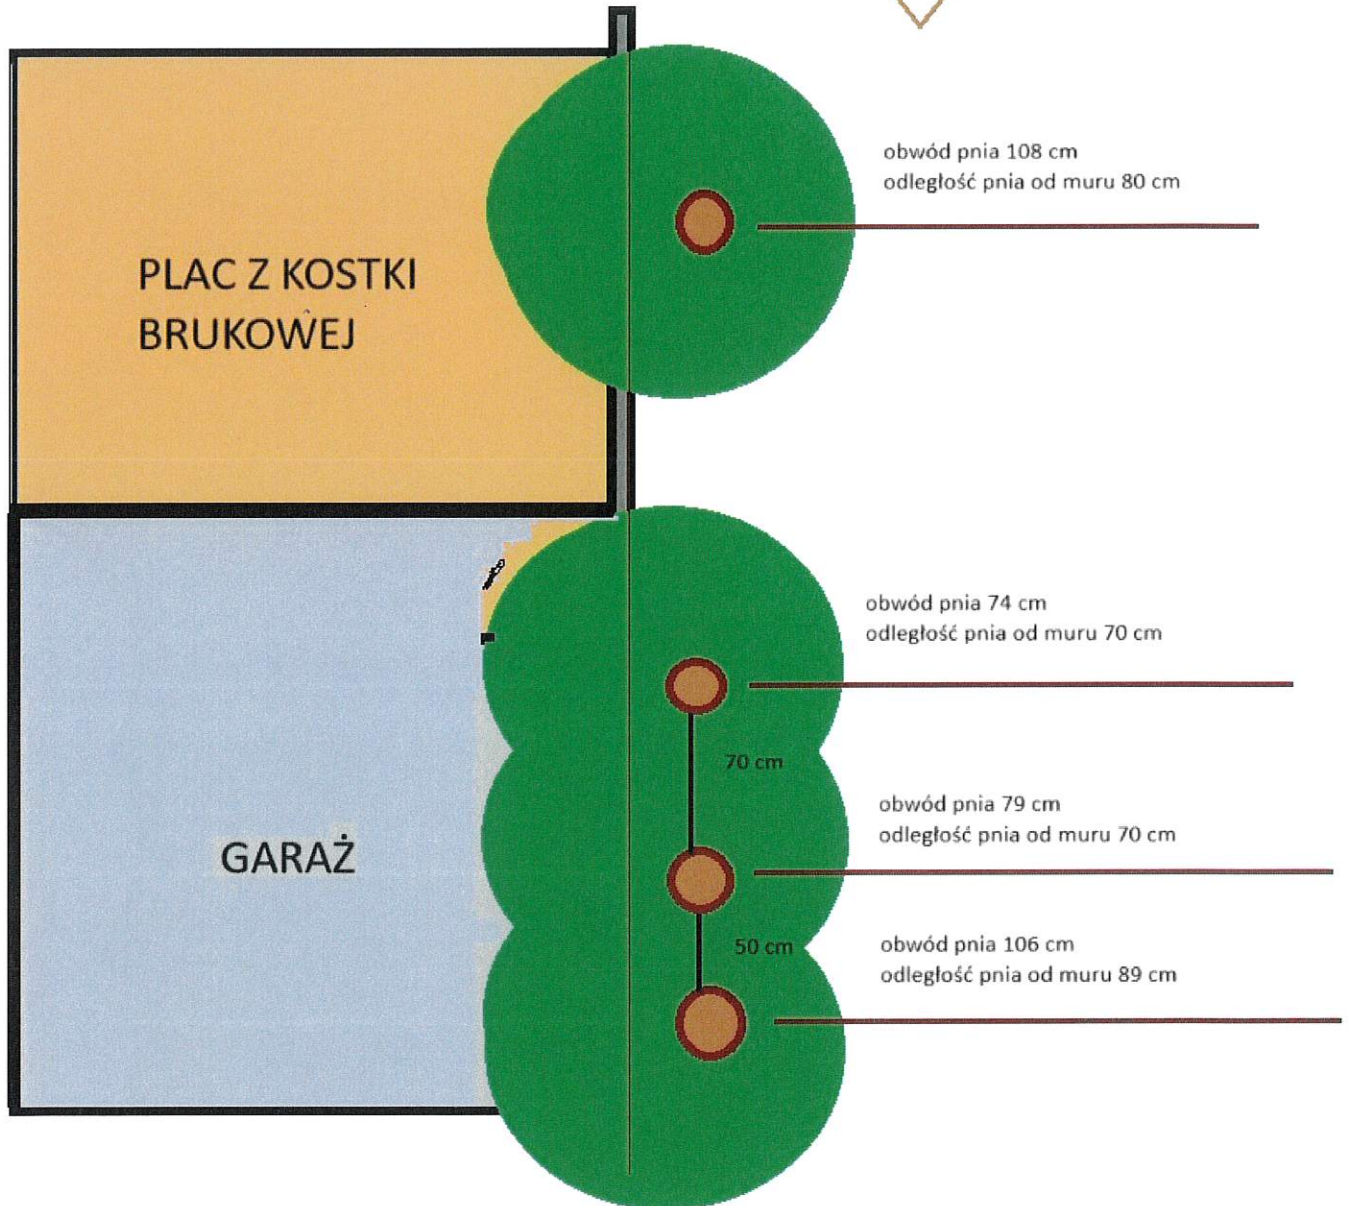 obwód pnia 108 cm
odległość pnia od muru 80 cm
PLAC Z KOSTKI
BRUKOWEJ
obwód pnia 74 cm
odległość pnia od muru 70 cm
70 cm
obwód pnia 79 cm
odległość pnia od muru 70 cm
GARAŻ
50 cm
obwód pnia 106 cm
odległość pnia od muru 89 cm